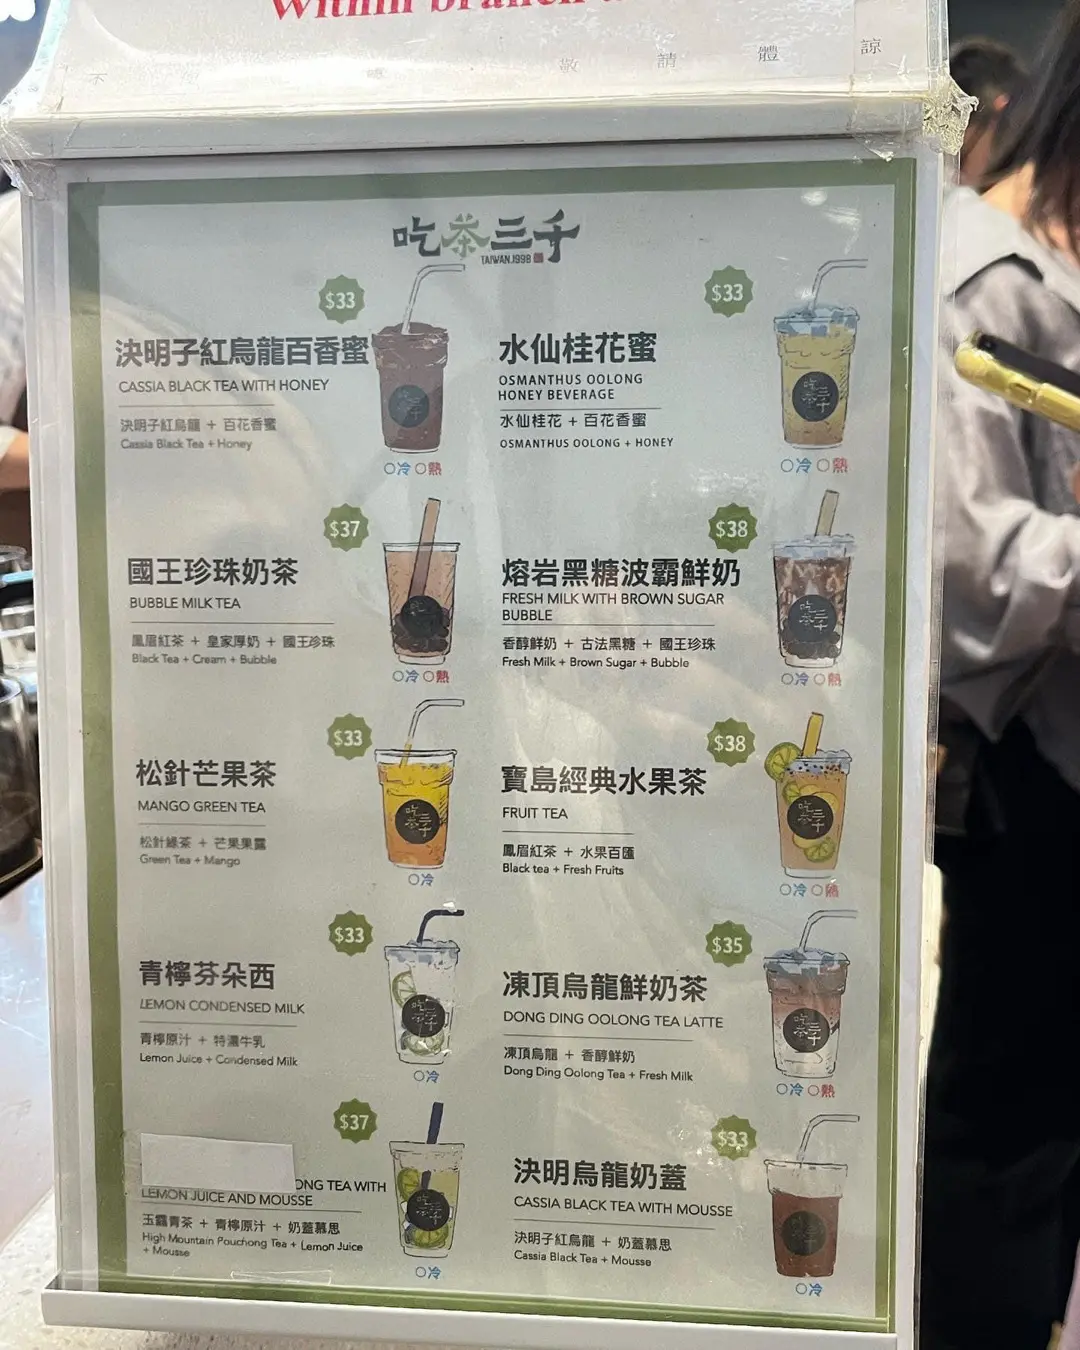 敬請體諒
吃茶三千
TAIWAN.1998
$33
決明子紅烏龍百香蜜
CASSIA BLACK TEA WITH HONEY
決明子紅烏龍 + 百花香蜜
Cassia Black Tea + Honey
冷 熱
$33
水仙桂花蜜
OSMANTHUS OOLONG
HONEY BEVERAGE
水仙桂花 + 百花香蜜
OSMANTHUS OOLONG + HONEY
冷 熱
$37
國王珍珠奶茶
BUBBLE MILK TEA
鳳眉紅茶 + 皇家厚奶 + 國王珍珠
Black Tea + Cream + Bubble
冷 熱
$38
熔岩黑糖波霸鮮奶
FRESH MILK WITH BROWN SUGAR
BUBBLE
香醇鮮奶 + 古法黑糖 + 國王珍珠
Fresh Milk + Brown Sugar + Bubble
冷 熱
$33
松針芒果茶
MANGO GREEN TEA
松針綠茶 + 芒果果露
Green Tea + Mango
冷
$38
寶島經典水果茶
FRUIT TEA
鳳眉紅茶 + 水果百匯
Black tea + Fresh Fruits
冷 熱
$33
青檸芬朵西
LEMON CONDENSED MILK
青檸原汁 + 特濃牛乳
Lemon Juice + Condensed Milk
冷
$35
凍頂烏龍鮮奶茶
DONG DING OOLONG TEA LATTE
凍頂烏龍 + 香醇鮮奶
Dong Ding Oolong Tea + Fresh Milk
冷 熱
$37
ONG TEA WITH
LEMON JUICE AND MOUSSE
玉露青茶 + 青檸原汁 + 奶蓋慕思
High Mountain Pouchong Tea + Lemon Juice
+ Mousse
冷
$33
決明烏龍奶蓋
CASSIA BLACK TEA WITH MOUSSE
決明子紅烏龍 + 奶蓋慕思
Cassia Black Tea + Mousse
冷